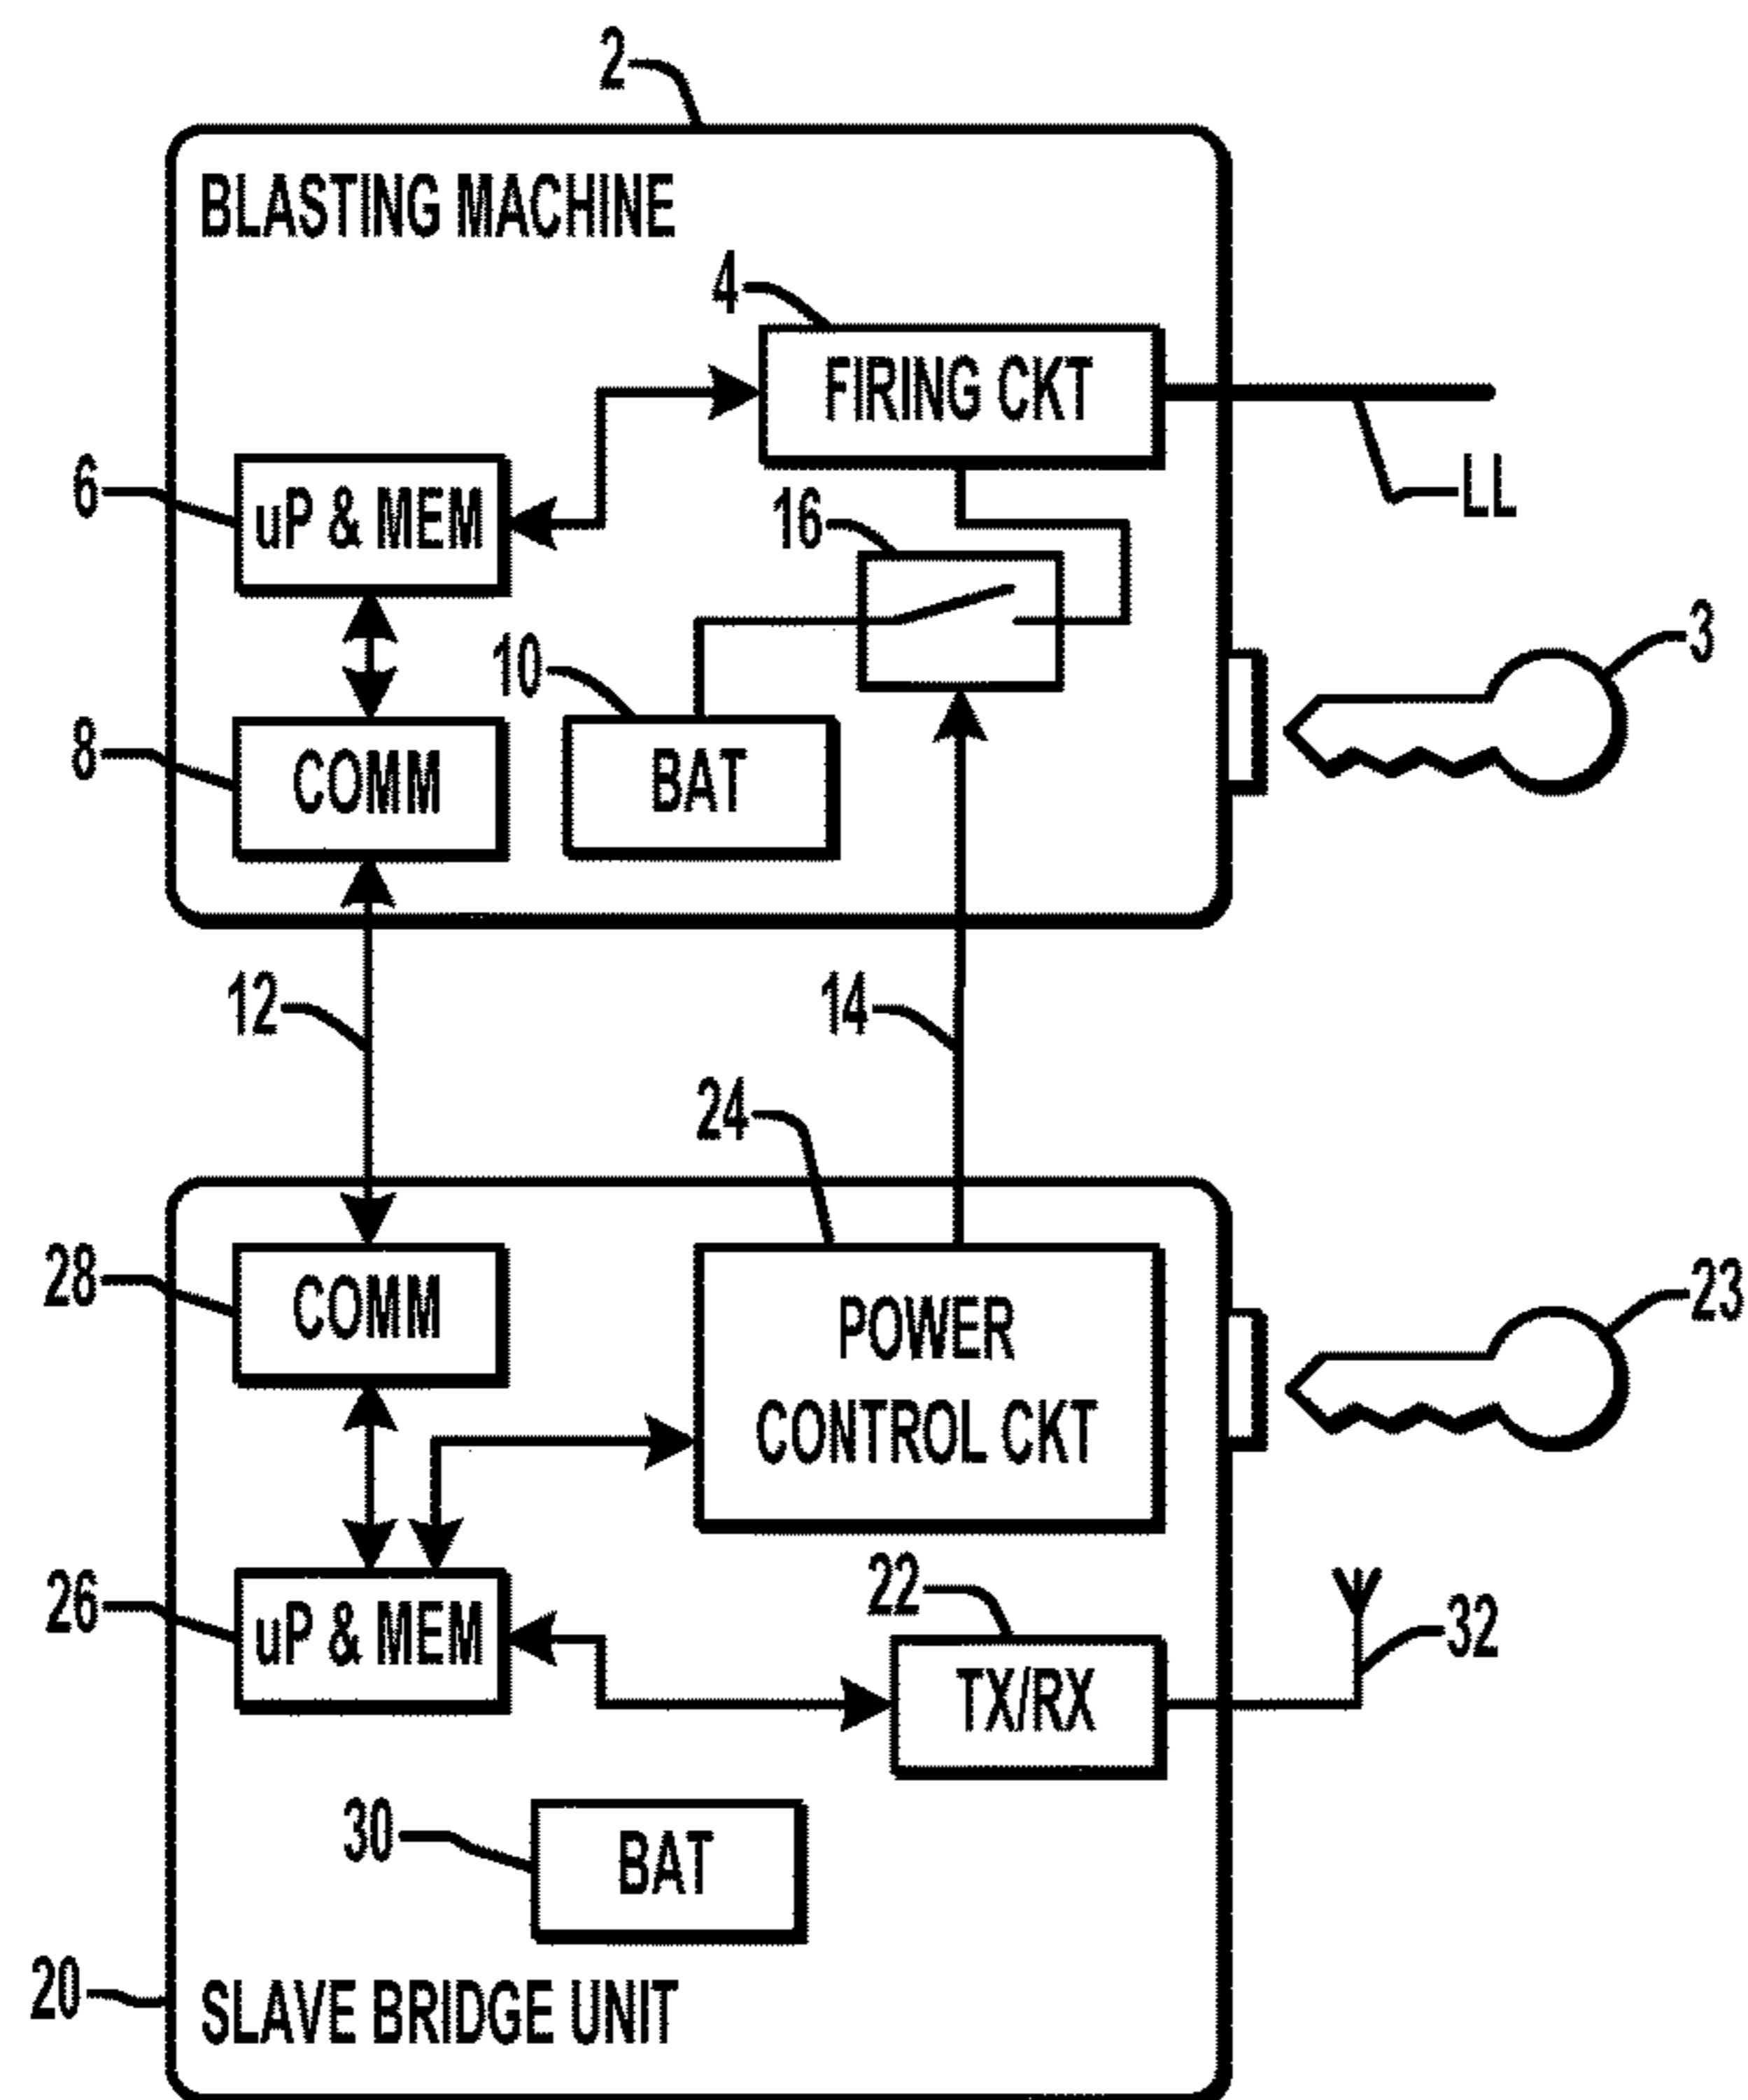 2
BLASTING MACHINE
4
FIRING CKT
LL
6
uP & MEM
16
3
10
8
COMM
BAT
12
14
24
28
COMM
POWER
CONTROL CKT
23
26
uP & MEM
22
TX/RX
32
30
BAT
20
SLAVE BRIDGE UNIT